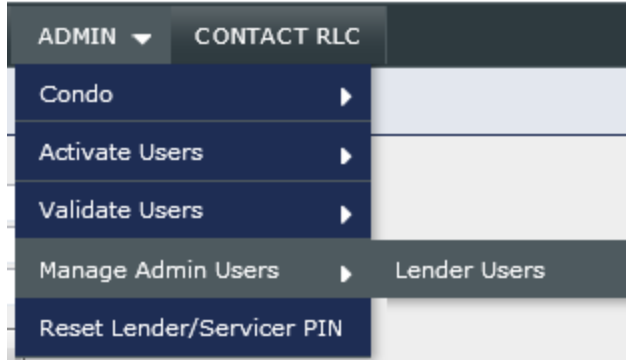 ADMIN CONTACT RLC
Condo
Activate Users
Validate Users
Manage Admin Users Lender Users
Reset Lender/Servicer PIN